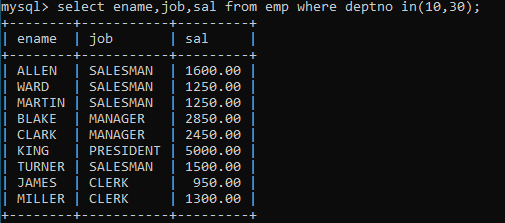 mysql> select ename,job,sal from emp where deptno in(10,30);
+--------+-----------+---------+
| ename  | job       | sal     |
+--------+-----------+---------+
| ALLEN  | SALESMAN  | 1600.00 |
| WARD   | SALESMAN  | 1250.00 |
| MARTIN | SALESMAN  | 1250.00 |
| BLAKE  | MANAGER   | 2850.00 |
| CLARK  | MANAGER   | 2450.00 |
| KING   | PRESIDENT | 5000.00 |
| TURNER | SALESMAN  | 1500.00 |
| JAMES  | CLERK     |  950.00 |
| MILLER | CLERK     | 1300.00 |
+--------+-----------+---------+